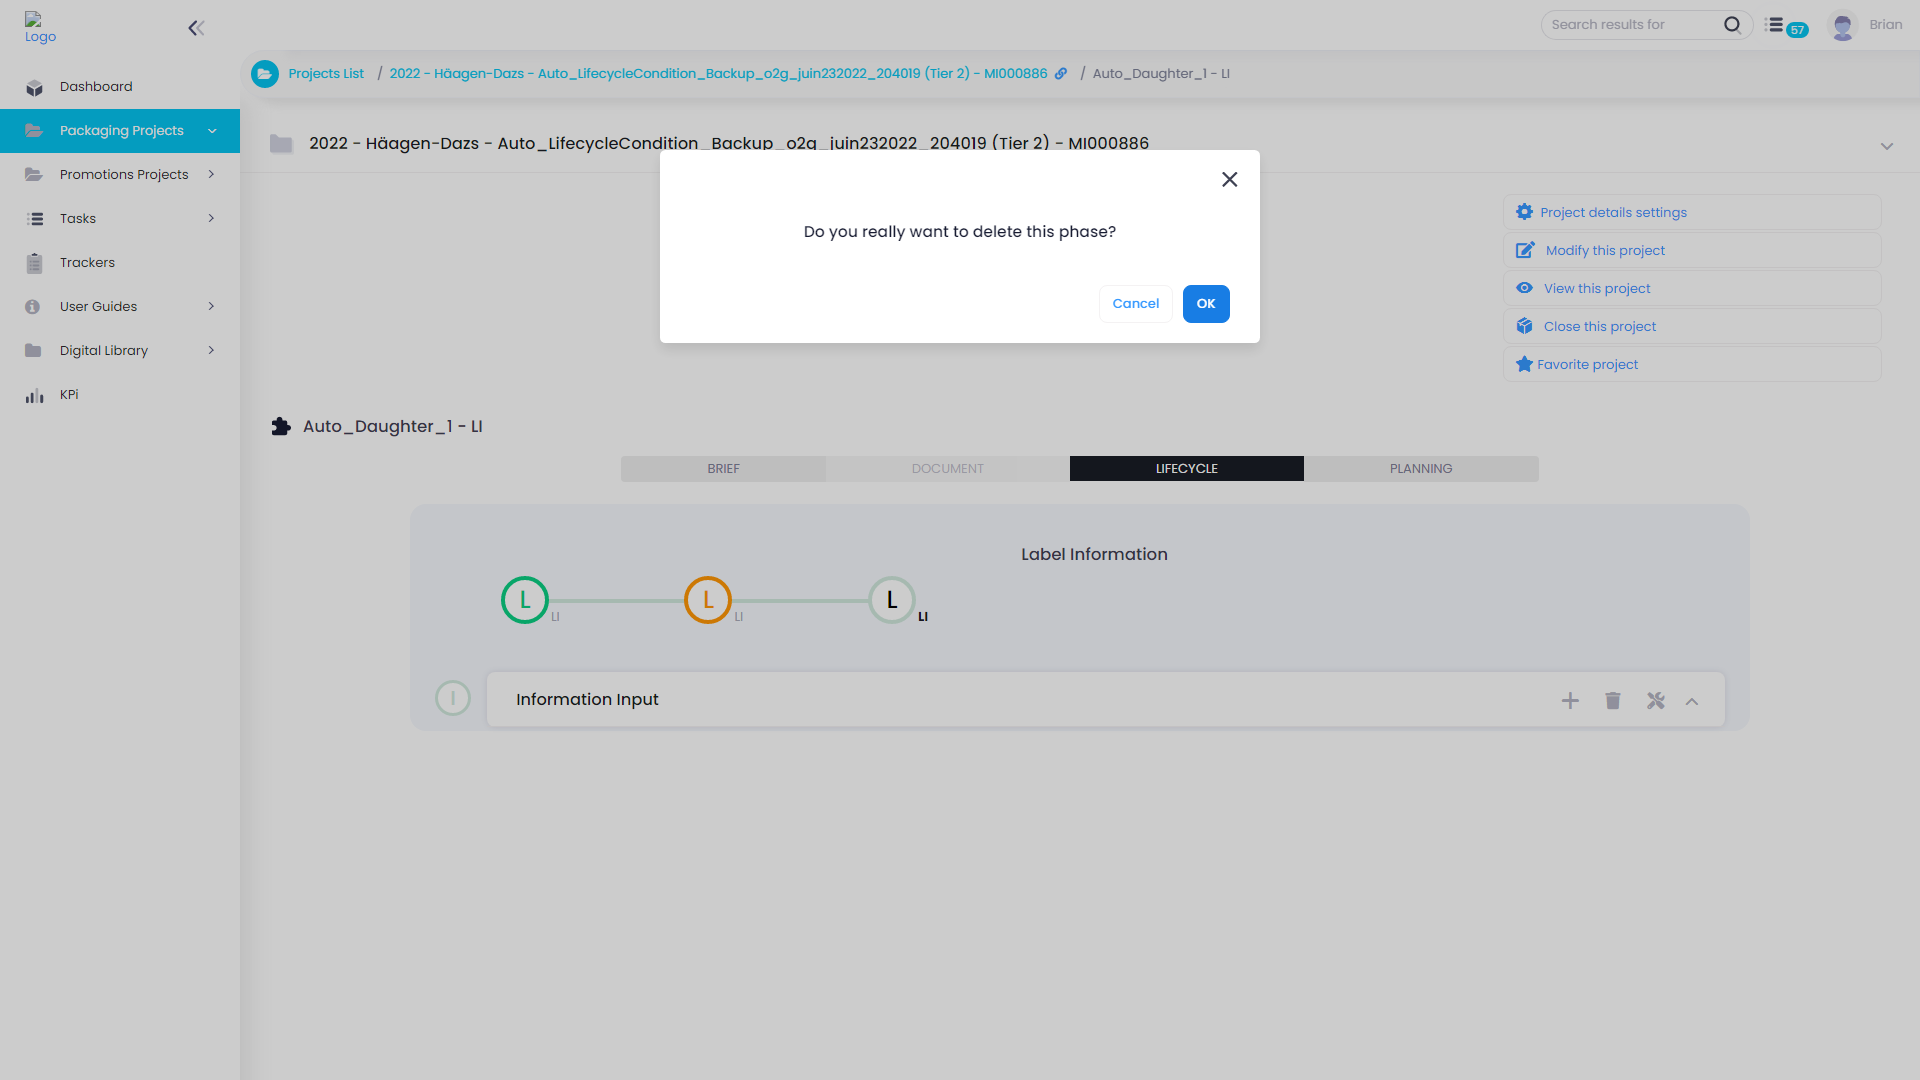 Logo
Search results for
57
Brian
Dashboard
Packaging Projects
Promotions Projects
Tasks
Trackers
User Guides
Digital Library
KPi
Projects List / 2022 - Häagen-Dazs - Auto_LifecycleCondition_Backup_o2g_juin232022_204019 (Tier 2) - MI000886 / Auto_Daughter_1 - LI
2022 - Häagen-Dazs - Auto_LifecycleCondition_Backup_o2g_juin232022_204019 (Tier 2) - MI000886
Do you really want to delete this phase?
Cancel
OK
Project details settings
Modify this project
View this project
Close this project
Favorite project
Auto_Daughter_1 - LI
BRIEF
DOCUMENT
LIFECYCLE
PLANNING
Label Information
L
LI
L
LI
L
LI
I
Information Input